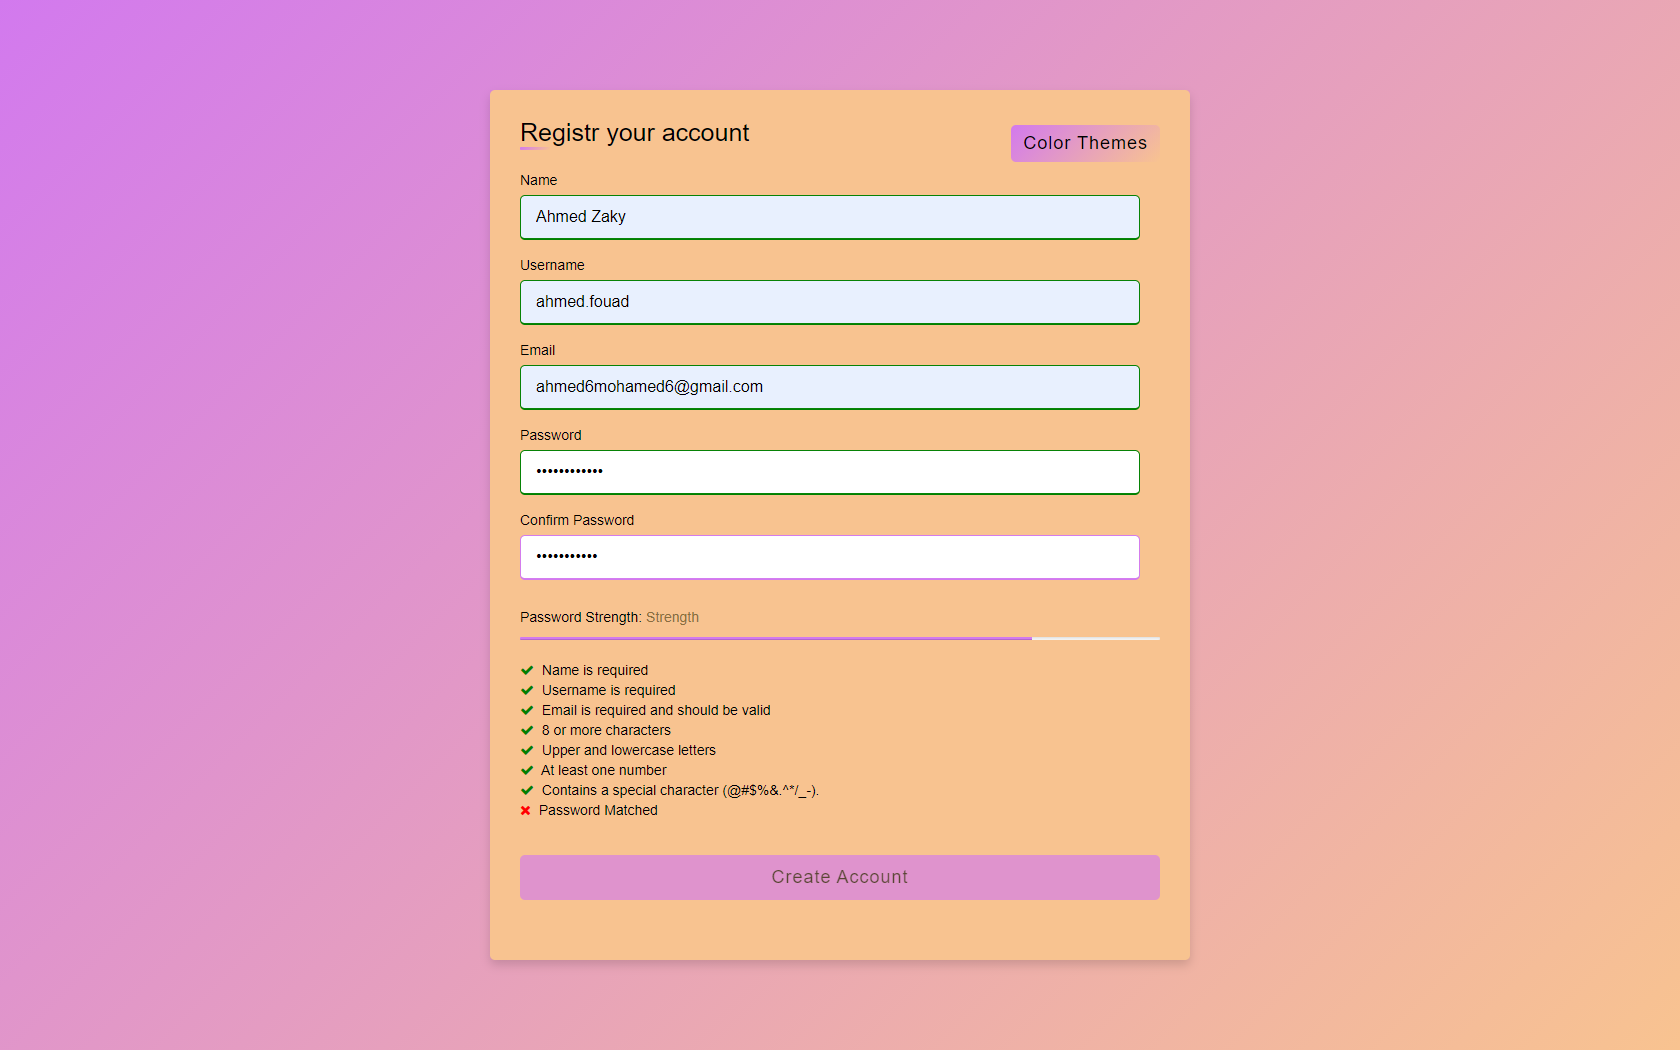 Registr your account
Color Themes
Name
Ahmed Zaky
Username
ahmed.fouad
Email
ahmed6mohamed6@gmail.com
Password
••••••••••••
Confirm Password
•••••••••••
Password Strength: Strength
Name is required
Username is required
Email is required and should be valid
8 or more characters
Upper and lowercase letters
At least one number
Contains a special character (@#$%&.^*/_-).
Password Matched
Create Account